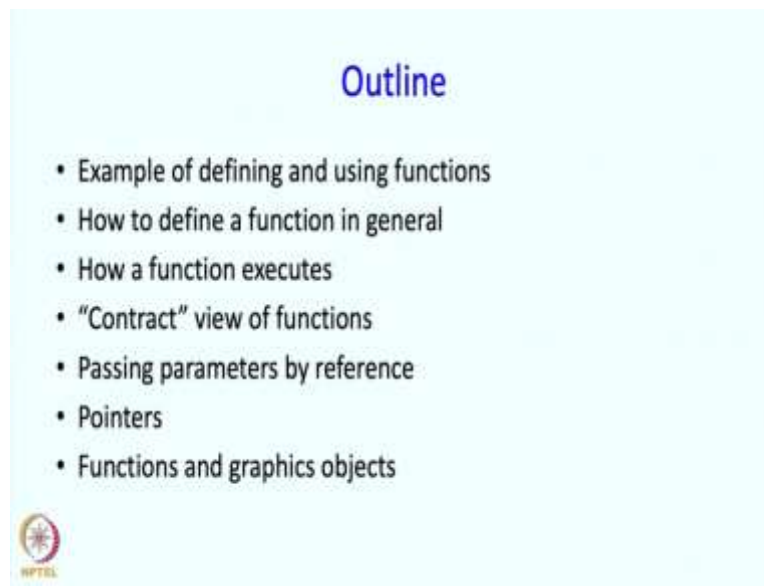 Outline
• Example of defining and using functions
• How to define a function in general
• How a function executes
• “Contract” view of functions
• Passing parameters by reference
• Pointers
• Functions and graphics objects
NPTEL